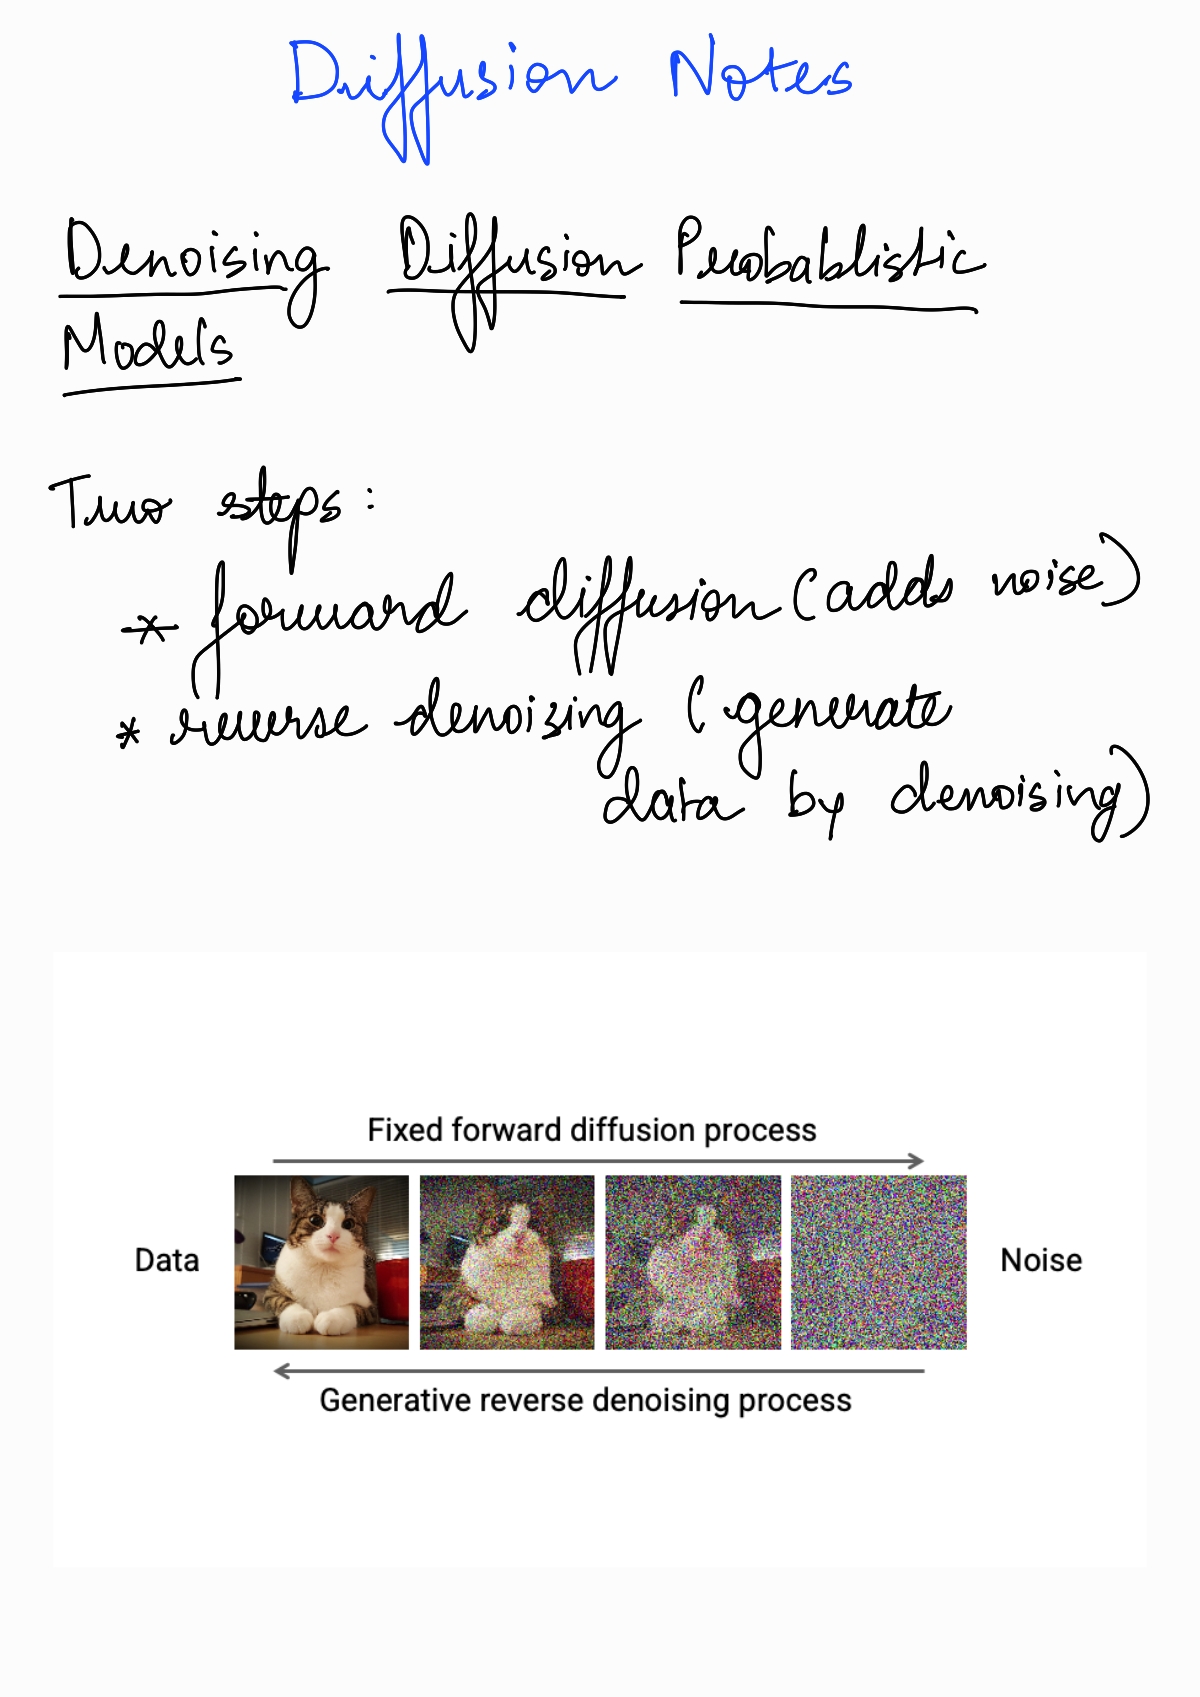 Diffusion Notes
Denoising Diffusion Probablistic
Models
Two steps:
* forward diffusion (adds noise)
* reverse denoizing (generate
data by denoising)
Fixed forward diffusion process
Data
Noise
Generative reverse denoising process